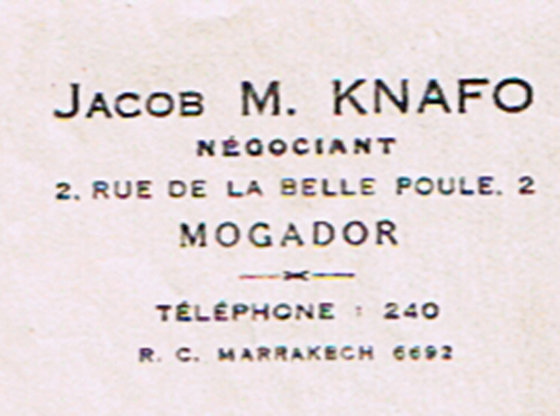 JACOB M. KNAFO
NÉGOCIANT
2, RUE DE LA BELLE POULE, 2
MOGADOR
TÉLÉPHONE : 240
R. C. MARRAKECH 6692